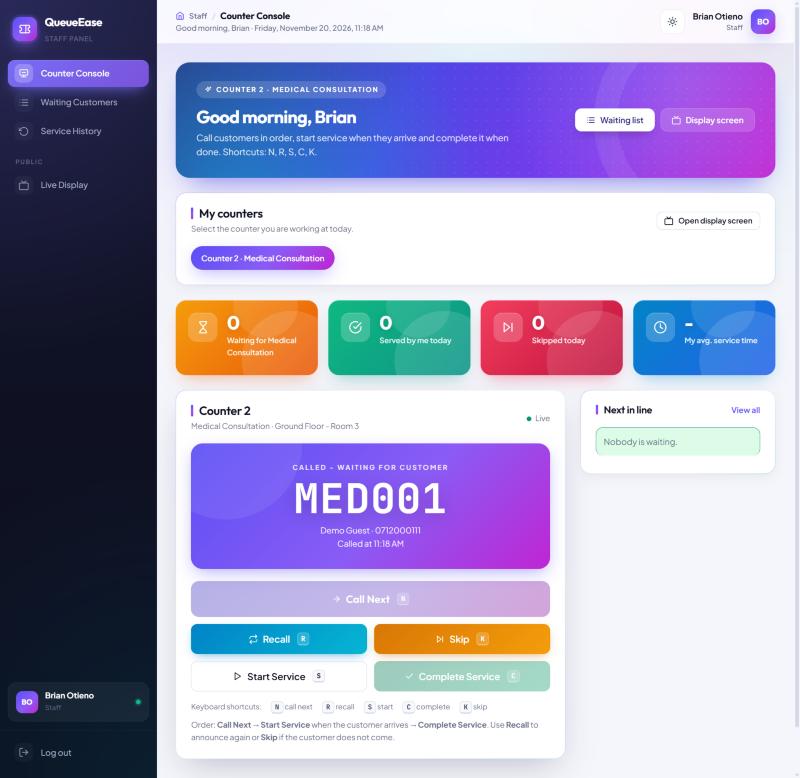 QueueEase
STAFF PANEL
Counter Console
Waiting Customers
Service History
PUBLIC
Live Display
BO
Brian Otieno
Staff
Log out
Staff / Counter Console
Good morning, Brian · Friday, November 20, 2026, 11:18 AM
Brian Otieno
Staff
BO
COUNTER 2 · MEDICAL CONSULTATION
Good morning, Brian
Call customers in order, start service when they arrive and complete it when
done. Shortcuts: N, R, S, C, K.
Waiting list
Display screen
My counters
Select the counter you are working at today.
Open display screen
Counter 2 · Medical Consultation
0
Waiting for Medical
Consultation
0
Served by me today
0
Skipped today
-
My avg. service time
Counter 2
Medical Consultation · Ground Floor - Room 3
Live
CALLED - WAITING FOR CUSTOMER
MED001
Demo Guest · 0712000111
Called at 11:18 AM
Call Next N
Recall R
Skip K
Start Service S
Complete Service C
Keyboard shortcuts: N call next R recall S start C complete K skip
Order: Call Next → Start Service when the customer arrives → Complete Service. Use Recall to
announce again or Skip if the customer does not come.
Next in line
View all
Nobody is waiting.